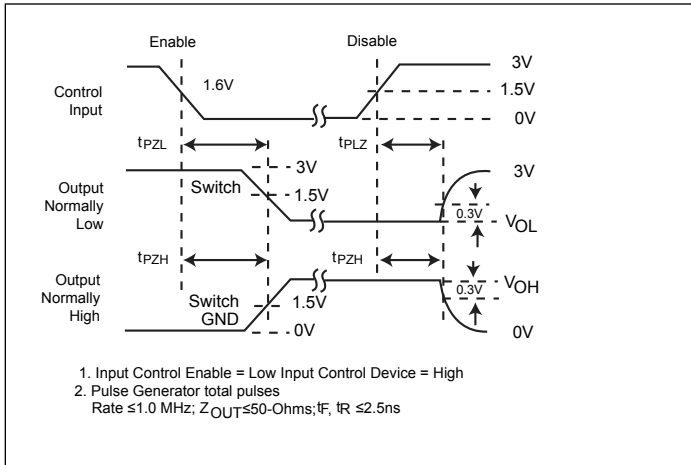 Enable Disable
3V
1.6V
Control
Input
1.5V
0V
tPZL tPLZ
3V 3V
Output
Normally
Low
Switch 1.5V
0.3V
VOL
tPZH tPZH
VOH
Output
Normally
High
0.3V
Switch 1.5V
GND
0V 0V
1. Input Control Enable = Low Input Control Device = High
2. Pulse Generator total pulses
Rate ≤1.0 MHz; ZOUT≤50-Ohms;tF, tR ≤2.5ns